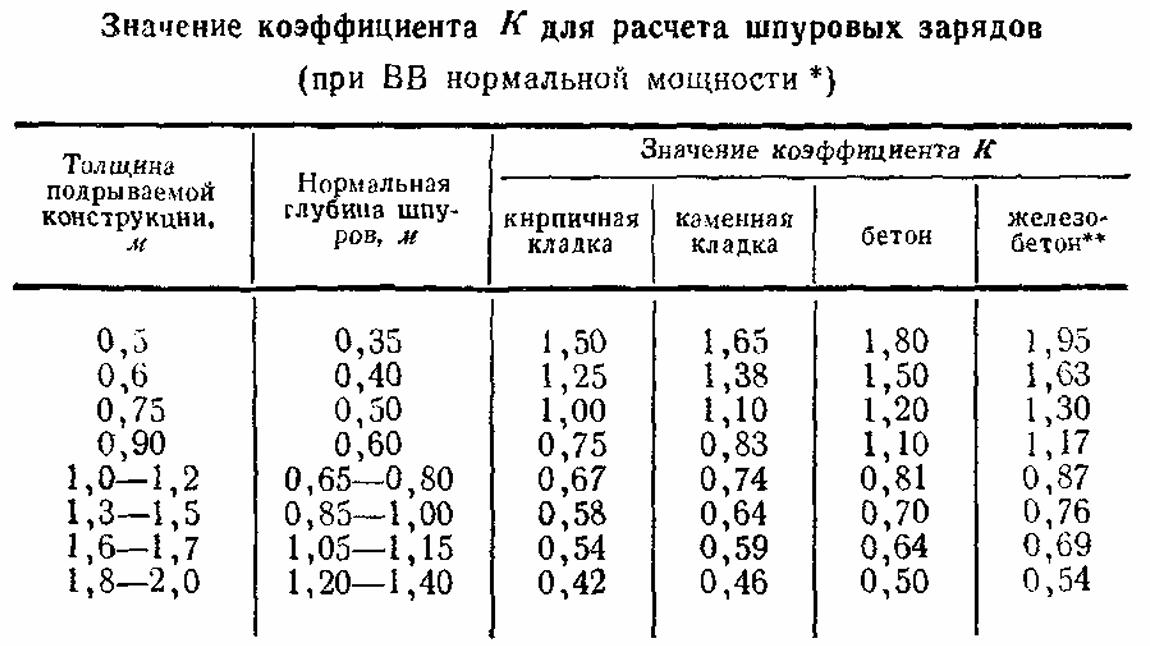 Значение коэффициента К для расчета шпуровых зарядов
(при ВВ нормальной мощности *)
Толщина подрываемой конструкции, м | Нормальная глубина шпуров, м | Значение коэффициента К
кирпичная кладка | каменная кладка | бетон | железобетон**
0,5 0,35 1,50 1,65 1,80 1,95
0,6 0,40 1,25 1,38 1,50 1,63
0,75 0,50 1,00 1,10 1,20 1,30
0,90 0,60 0,75 0,83 1,10 1,17
1,0—1,2 0,65—0,80 0,67 0,74 0,81 0,87
1,3—1,5 0,85—1,00 0,58 0,64 0,70 0,76
1,6—1,7 1,05—1,15 0,54 0,59 0,64 0,69
1,8—2,0 1,20—1,40 0,42 0,46 0,50 0,54